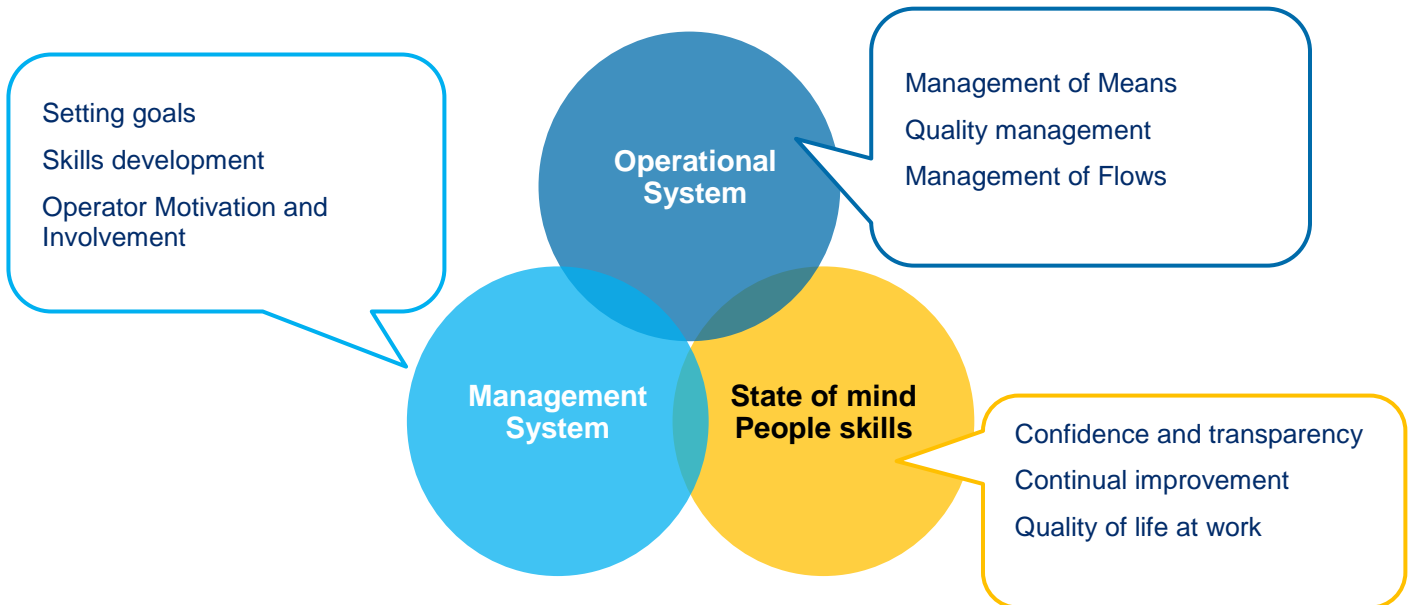 Setting goals
Skills development
Operator Motivation and
Involvement
Operational
System
Management of Means
Quality management
Management of Flows
Management
System
State of mind
People skills
Confidence and transparency
Continual improvement
Quality of life at work